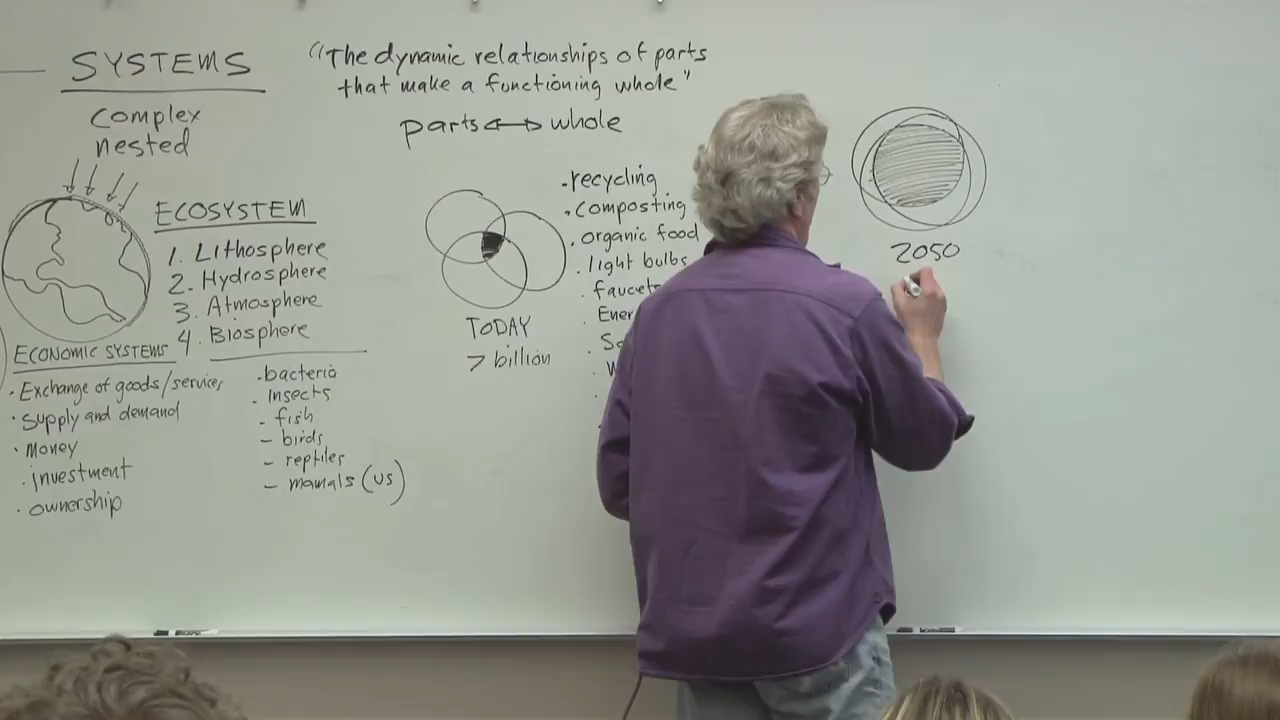 SYSTEMS
complex
nested
"The dynamic relationships of parts
that make a functioning whole"
parts ↔ whole
ECOSYSTEM
1. Lithosphere
2. Hydrosphere
3. Atmosphere
4. Biosphere
ECONOMIC SYSTEMS
• Exchange of goods/services
• Supply and demand
• Money
. investment
• ownership
.bacteria
. Insects
- fish
- birds
- reptiles
- mamals (us)
TODAY
7 billion
•recycling
•composting
. organic food
. light bulbs
. faucet
. Ener
2050